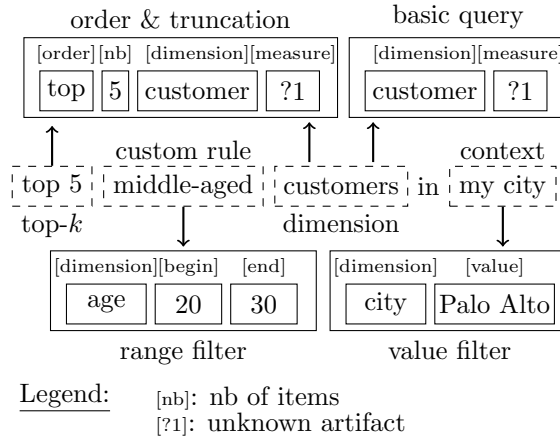 order & truncation basic query
[order] [nb] [dimension] [measure] [dimension] [measure]
top 5 customer ?1 customer ?1
custom rule context
top 5 middle-aged customers in my city
top-k dimension
[dimension] [begin] [end] [dimension] [value]
age 20 30 city Palo Alto
range filter value filter
Legend: [nb]: nb of items
[?1]: unknown artifact